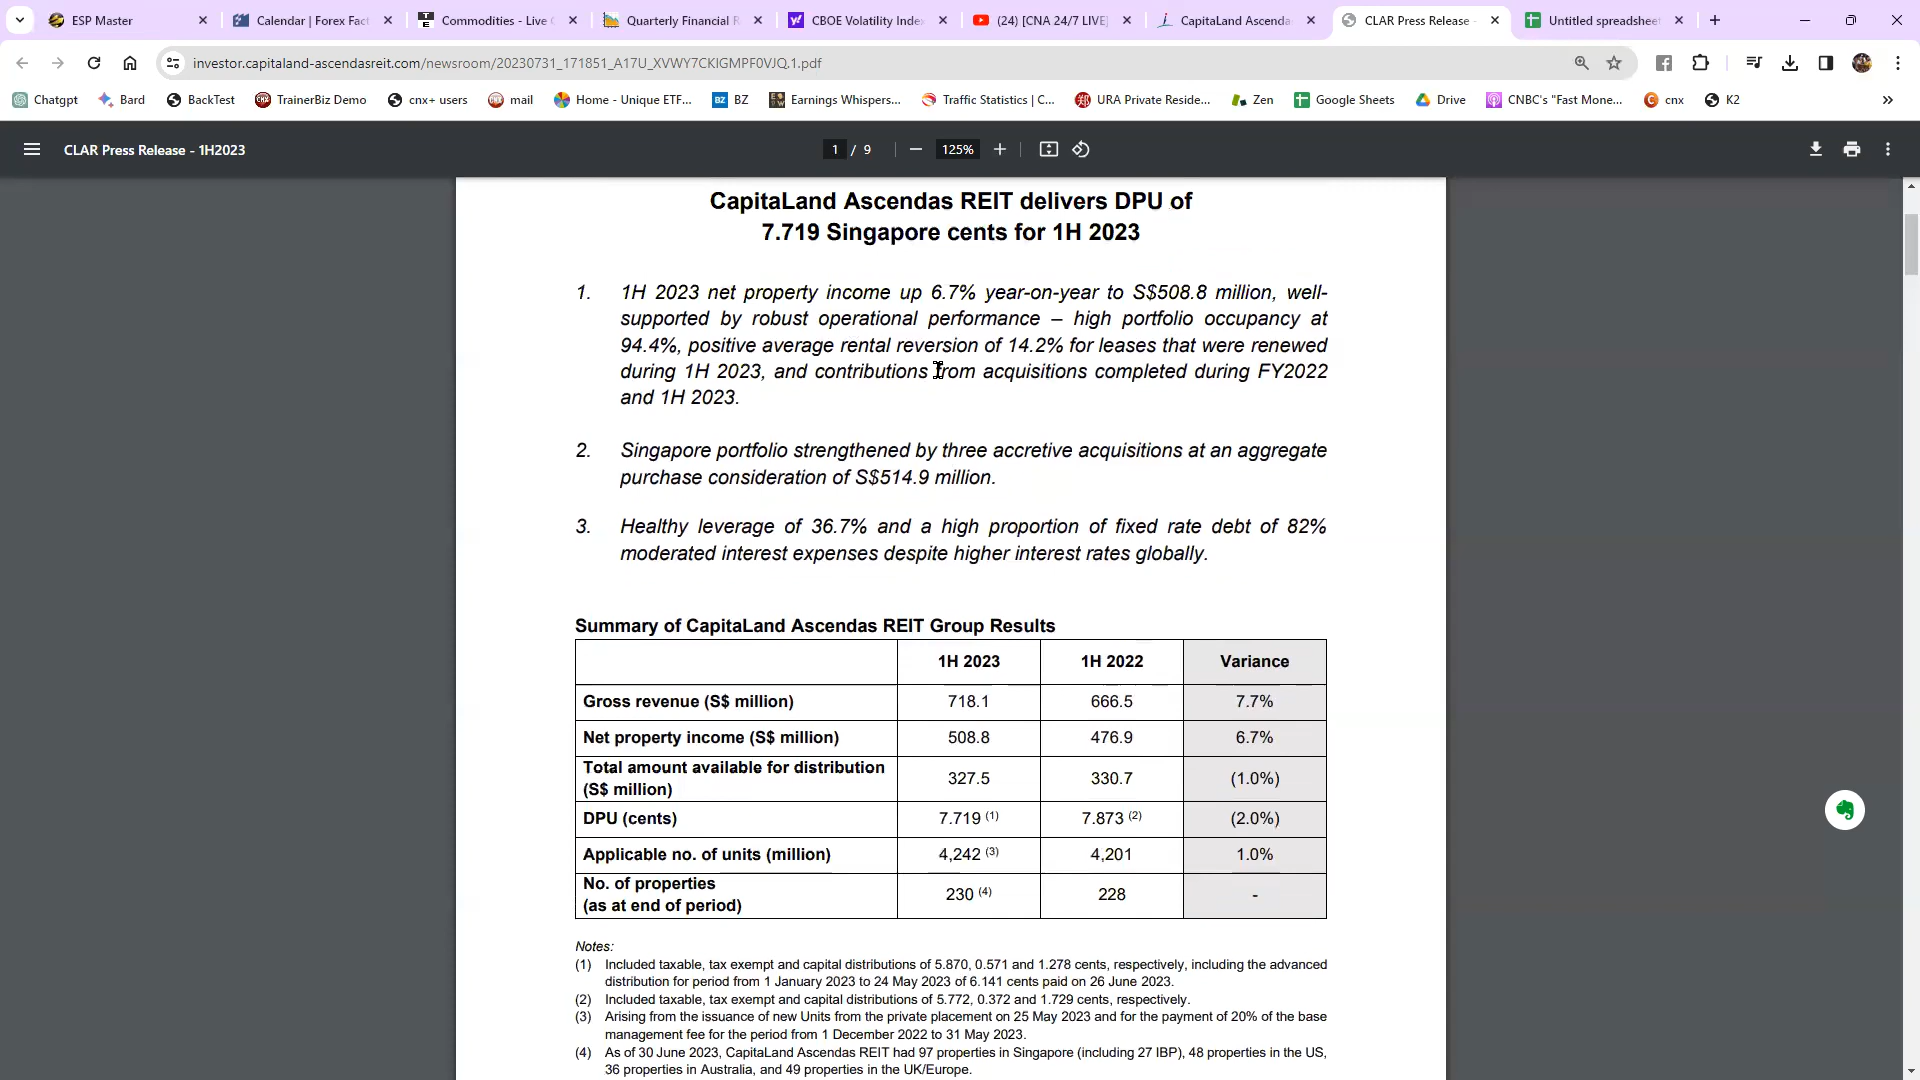 ESP Master
Calendar | Forex Fact
Commodities - Live
Quarterly Financial R
CBOE Volatility Index
(24) [CNA 24/7 LIVE]
CapitaLand Ascenda
CLAR Press Release -
Untitled spreadsheet
investor.capitaland-ascendasreit.com/newsroom/20230731_171851_A17U_XVWY7CKIGMPF0VJQ.1.pdf
Chatgpt
Bard
BackTest
TrainerBiz Demo
cnx+ users
mail
Home - Unique ETF...
BZ
Earnings Whispers...
Traffic Statistics | C...
URA Private Reside...
Zen
Google Sheets
Drive
CNBC's "Fast Mone...
cnx
K2
CLAR Press Release - 1H2023
1 / 9
125%
CapitaLand Ascendas REIT delivers DPU of
7.719 Singapore cents for 1H 2023
1. 1H 2023 net property income up 6.7% year-on-year to S$508.8 million, well-
supported by robust operational performance – high portfolio occupancy at
94.4%, positive average rental reversion of 14.2% for leases that were renewed
during 1H 2023, and contributions from acquisitions completed during FY2022
and 1H 2023.
2. Singapore portfolio strengthened by three accretive acquisitions at an aggregate
purchase consideration of S$514.9 million.
3. Healthy leverage of 36.7% and a high proportion of fixed rate debt of 82%
moderated interest expenses despite higher interest rates globally.
Summary of CapitaLand Ascendas REIT Group Results
1H 2023 1H 2022 Variance
Gross revenue (S$ million) 718.1 666.5 7.7%
Net property income (S$ million) 508.8 476.9 6.7%
Total amount available for distribution
(S$ million) 327.5 330.7 (1.0%)
DPU (cents) 7.719 (1) 7.873 (2) (2.0%)
Applicable no. of units (million) 4,242 (3) 4,201 1.0%
No. of properties
(as at end of period) 230 (4) 228 -
Notes:
(1) Included taxable, tax exempt and capital distributions of 5.870, 0.571 and 1.278 cents, respectively, including the advanced
distribution for period from 1 January 2023 to 24 May 2023 of 6.141 cents paid on 26 June 2023.
(2) Included taxable, tax exempt and capital distributions of 5.772, 0.372 and 1.729 cents, respectively.
(3) Arising from the issuance of new Units from the private placement on 25 May 2023 and for the payment of 20% of the base
management fee for the period from 1 December 2022 to 31 May 2023.
(4) As of 30 June 2023, CapitaLand Ascendas REIT had 97 properties in Singapore (including 27 IBP), 48 properties in the US,
36 properties in Australia, and 49 properties in the UK/Europe.